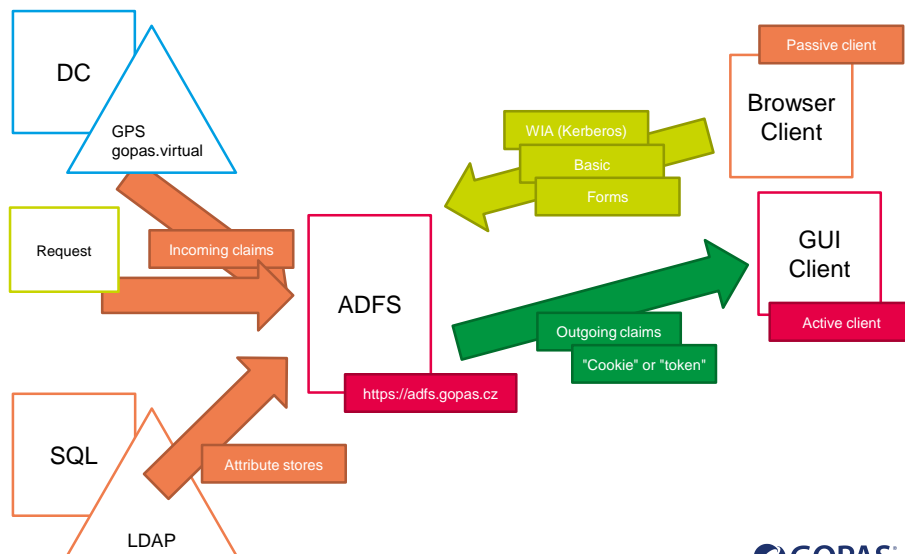 DC
GPS
gopas.virtual
Request
Incoming claims
SQL
LDAP
Attribute stores
ADFS
https://adfs.gopas.cz
WIA (Kerberos)
Basic
Forms
Outgoing claims
"Cookie" or "token"
Passive client
Browser
Client
GUI
Client
Active client
GOPAS®